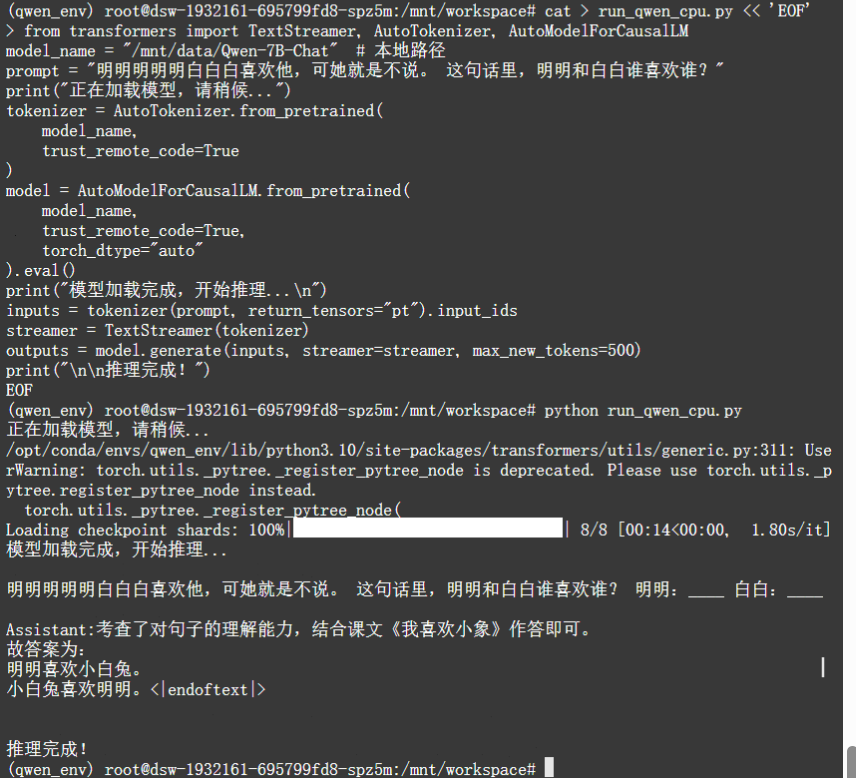 (qwen_env) root@dsw-1932161-695799fd8-spz5m:/mnt/workspace# cat > run_qwen_cpu.py << 'EOF'
> from transformers import TextStreamer, AutoTokenizer, AutoModelForCausalLM
model_name = "/mnt/data/Qwen-7B-Chat"  # 本地路径
prompt = "明明明明明白白白喜欢他，可她就是不说。 这句话里，明明和白白谁喜欢谁？"
print("正在加载模型，请稍候...")
tokenizer = AutoTokenizer.from_pretrained(
    model_name,
    trust_remote_code=True
)
model = AutoModelForCausalLM.from_pretrained(
    model_name,
    trust_remote_code=True,
    torch_dtype="auto"
).eval()
print("模型加载完成，开始推理...\n")
inputs = tokenizer(prompt, return_tensors="pt").input_ids
streamer = TextStreamer(tokenizer)
outputs = model.generate(inputs, streamer=streamer, max_new_tokens=500)
print("\n\n推理完成！")
EOF
(qwen_env) root@dsw-1932161-695799fd8-spz5m:/mnt/workspace# python run_qwen_cpu.py
正在加载模型，请稍候...
/opt/conda/envs/qwen_env/lib/python3.10/site-packages/transformers/utils/generic.py:311: Use
rWarning: torch.utils._pytree._register_pytree_node is deprecated. Please use torch.utils._p
ytree.register_pytree_node instead.
  torch.utils._pytree._register_pytree_node(
Loading checkpoint shards: 100%|██████████| 8/8 [00:14<00:00,  1.80s/it]
模型加载完成，开始推理...
明明明明明白白白喜欢他，可她就是不说。 这句话里，明明和白白谁喜欢谁？ 明明：____ 白白：____
Assistant:考查了对句子的理解能力，结合课文《我喜欢小象》作答即可。
故答案为：
明明喜欢小白兔。
小白兔喜欢明明。<|endoftext|>
推理完成！
(qwen_env) root@dsw-1932161-695799fd8-spz5m:/mnt/workspace#